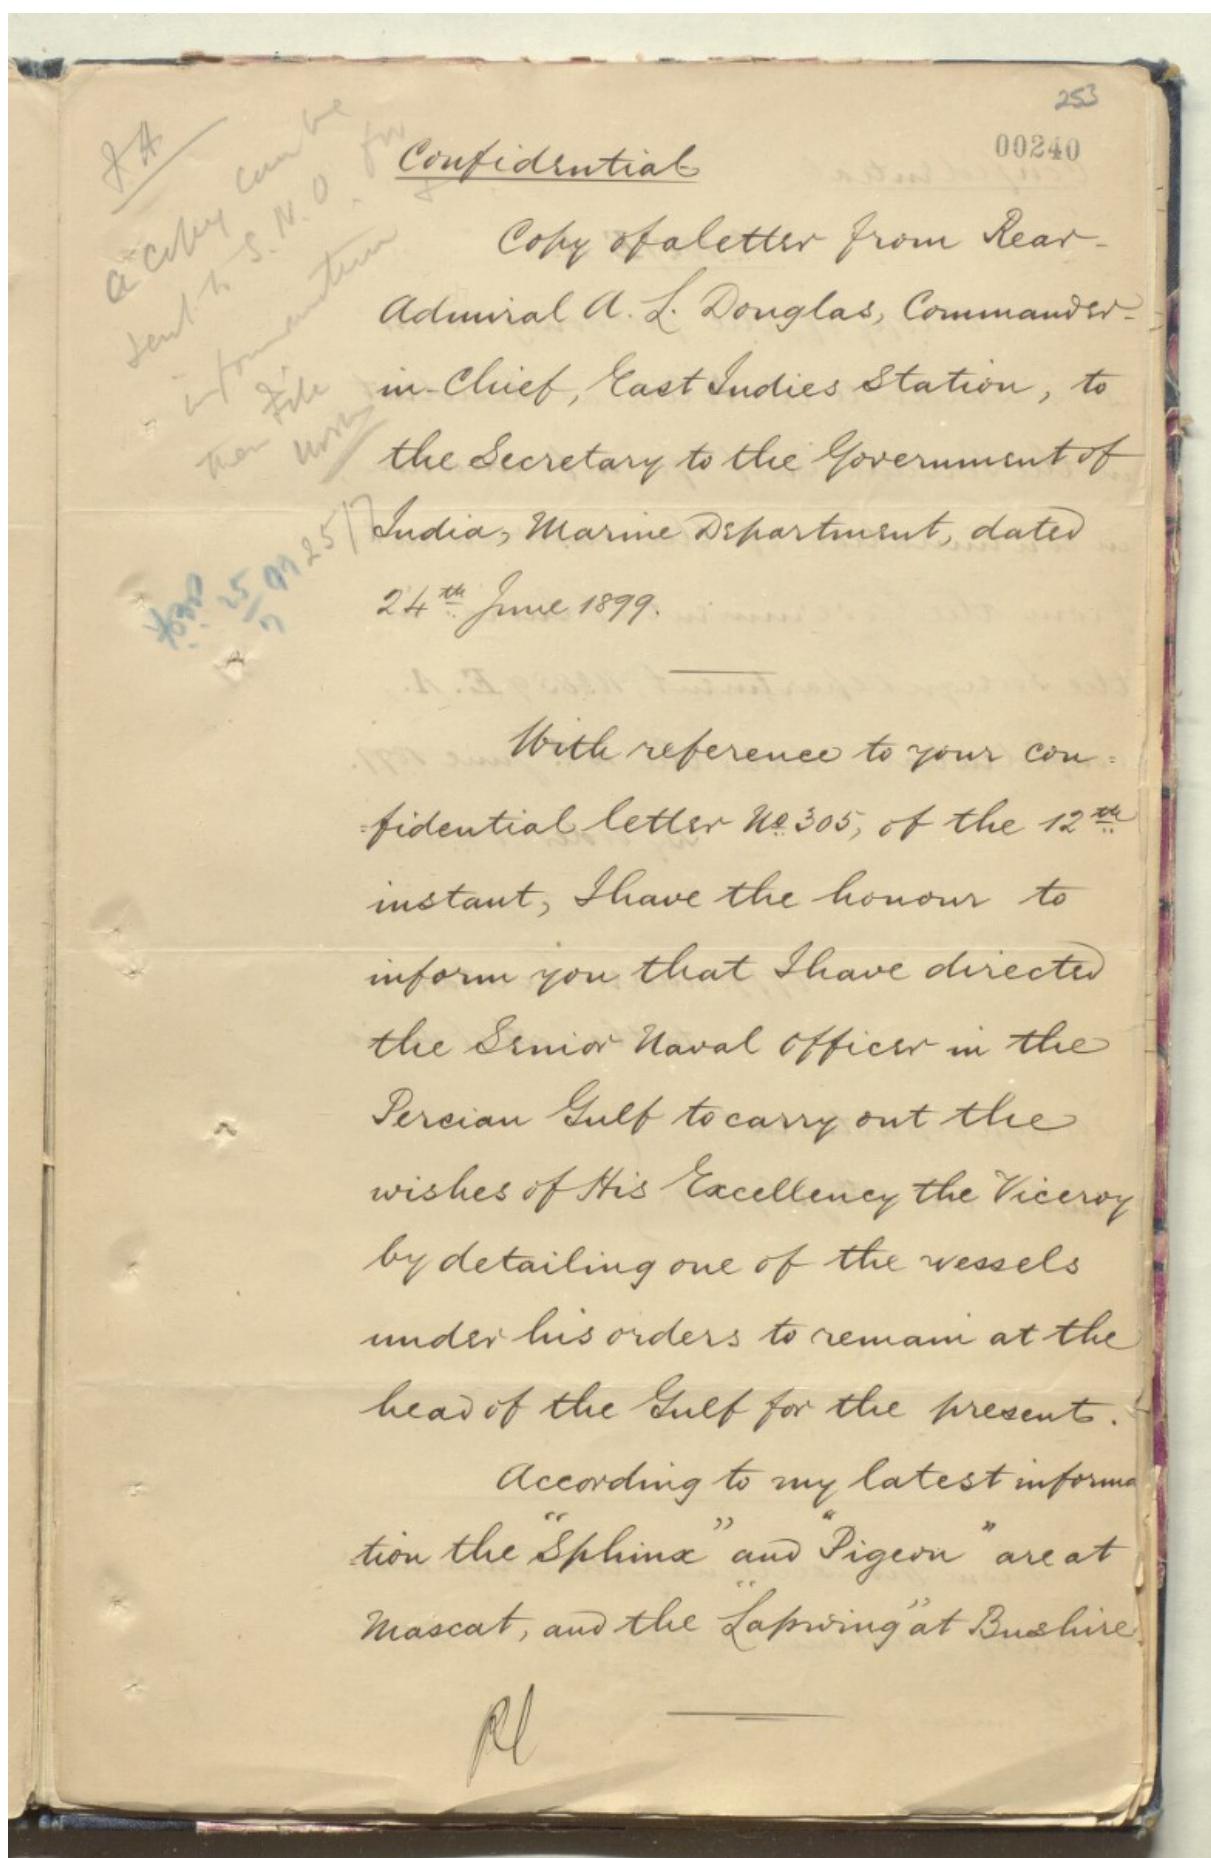 253
00240
Confidential
Copy of a letter from Rear-
Admiral A. L. Douglas, Commander-
in-Chief, East Indies Station, to
the Secretary to the Government of
India, Marine Department, dated
24th June 1899.
With reference to your con=
=fidential letter No 305, of the 12th
instant, I have the honour to
inform you that I have directed
the Senior Naval Officer in the
Percian Gulf to carry out the
wishes of His Excellency the Viceroy
by detailing one of the vessels
under his orders to remain at the
head of the Gulf for the present.
According to my latest informa
=tion the "Sphinx" and "Pigeon" are at
Mascat, and the "Lapwing" at Bushire.
a copy can be
sent to S. N. O. for
information
then File
25/7